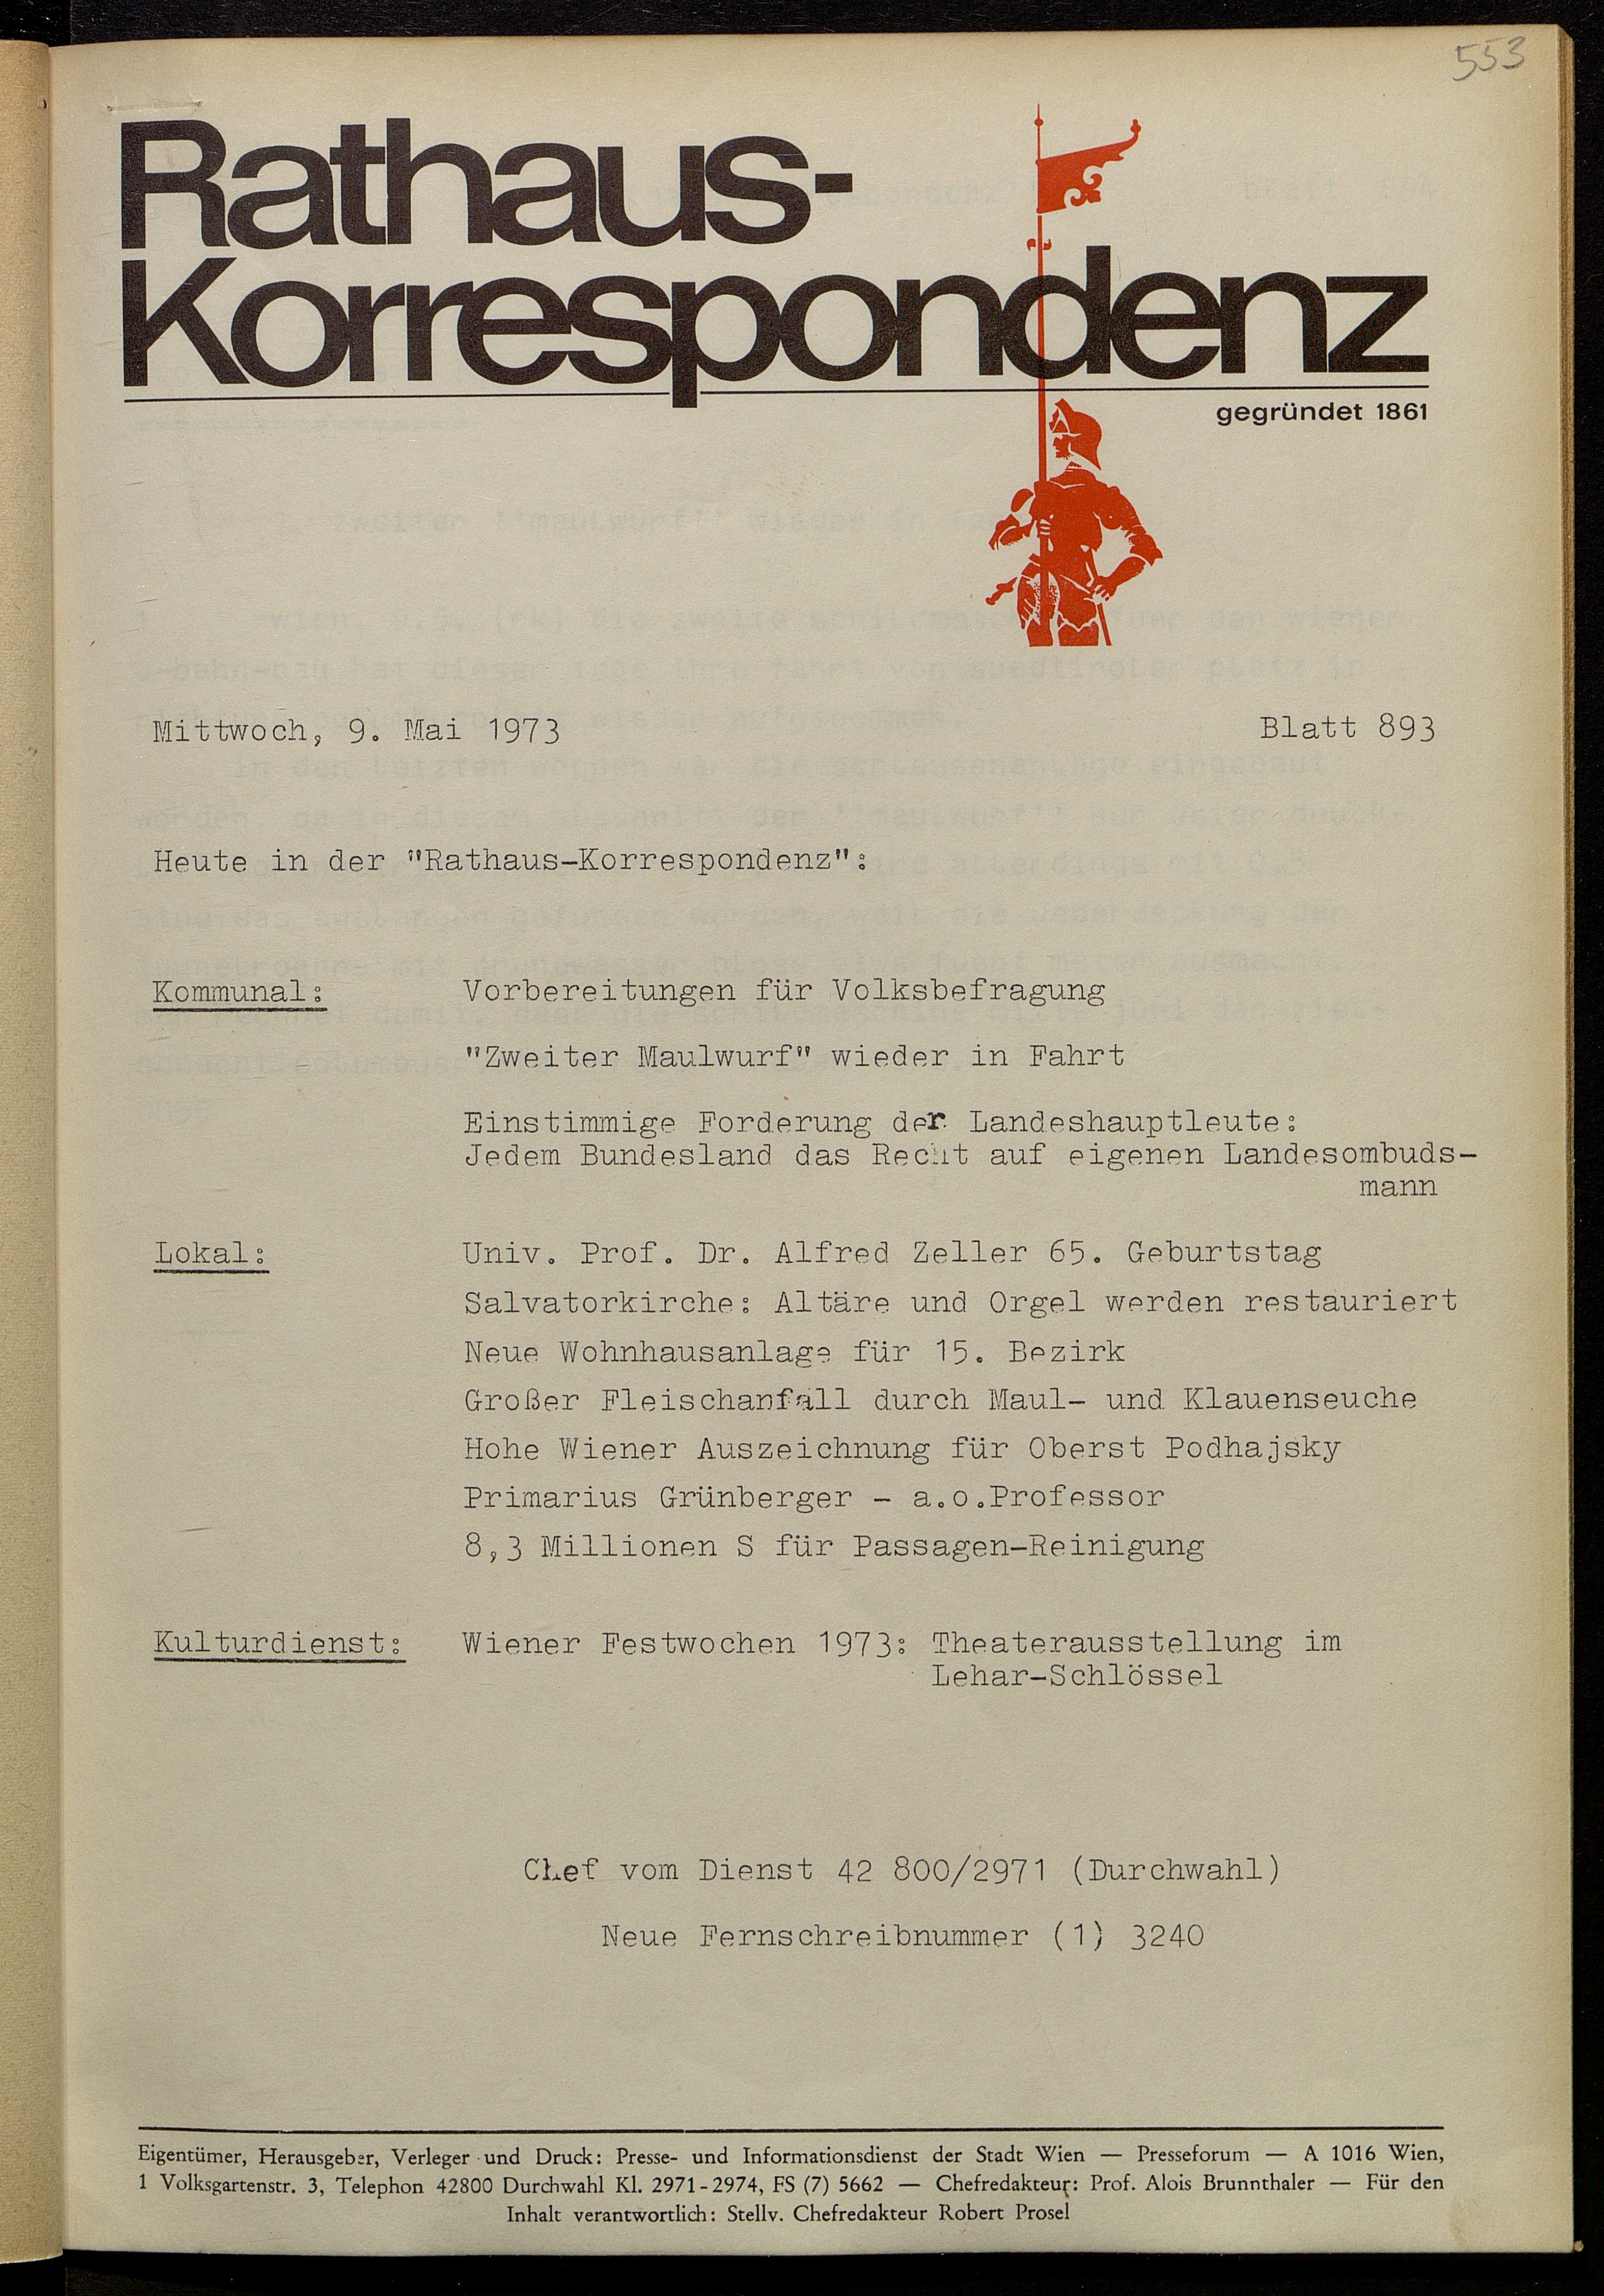 553
Rathaus-
Korrespondenz
gegründet 1861
Mittwoch, 9. Mai 1973 Blatt 893
Heute in der "Rathaus-Korrespondenz":
Kommunal: Vorbereitungen für Volksbefragung
"Zweiter Maulwurf" wieder in Fahrt
Einstimmige Forderung der Landeshauptleute:
Jedem Bundesland das Recht auf eigenen Landesombuds-
mann
Lokal: Univ. Prof. Dr. Alfred Zeller 65. Geburtstag
Salvatorkirche: Altäre und Orgel werden restauriert
Neue Wohnhausanlage für 15. Bezirk
Großer Fleischanfall durch Maul- und Klauenseuche
Hohe Wiener Auszeichnung für Oberst Podhajsky
Primarius Grünberger - a.o.Professor
8,3 Millionen S für Passagen-Reinigung
Kulturdienst: Wiener Festwochen 1973: Theaterausstellung im
Lehar-Schlössel
Chef vom Dienst 42 800/2971 (Durchwahl)
Neue Fernschreibnummer (1) 3240
Eigentümer, Herausgeber, Verleger und Druck: Presse- und Informationsdienst der Stadt Wien — Presseforum — A 1016 Wien,
1 Volksgartenstr. 3, Telephon 42800 Durchwahl Kl. 2971-2974, FS (7) 5662 — Chefredakteur: Prof. Alois Brunnthaler — Für den
Inhalt verantwortlich: Stellv. Chefredakteur Robert Prosel